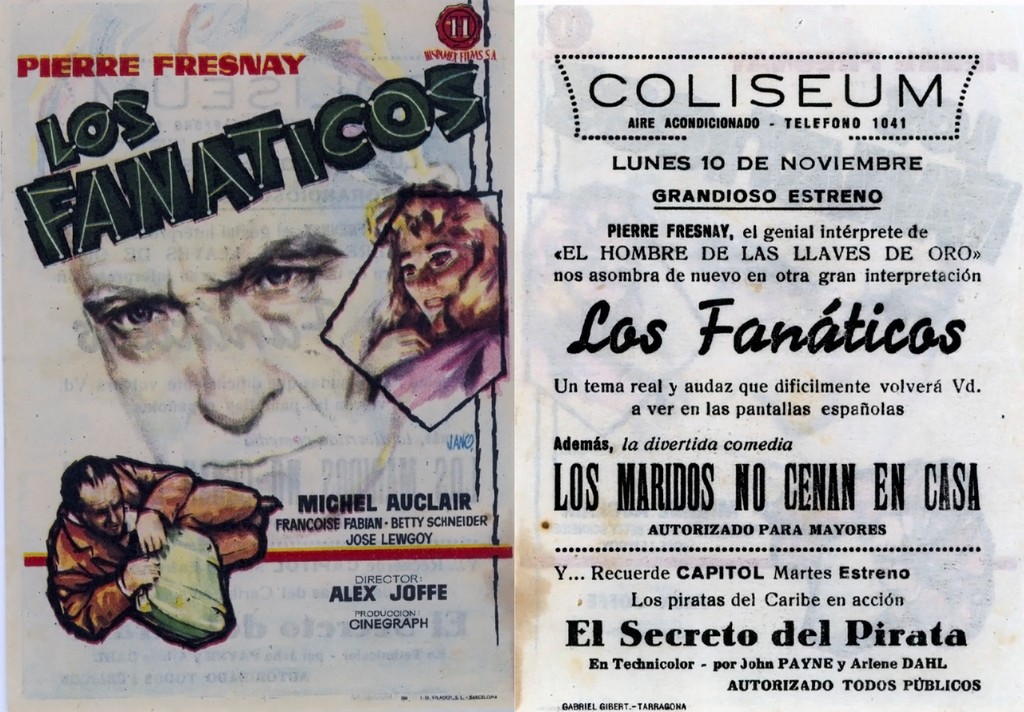 PIERRE FRESNAY
H
HISPAMEX FILMS, S.A.
LOS
FANATICOS
JANO
MICHEL AUCLAIR
FRANCOISE FABIAN · BETTY SCHNEIDER
JOSE LEWGOY
DIRECTOR:
ALEX JOFFE
PRODUCCION:
CINEGRAPH
COLISEUM
AIRE ACONDICIONADO - TELEFONO 1041
LUNES 10 DE NOVIEMBRE
GRANDIOSO ESTRENO
PIERRE FRESNAY, el genial intérprete de
«EL HOMBRE DE LAS LLAVES DE ORO»
nos asombra de nuevo en otra gran interpretación
Los Fanáticos
Un tema real y audaz que dificilmente volverá Vd.
a ver en las pantallas españolas
Además, la divertida comedia
LOS MARIDOS NO CENAN EN CASA
AUTORIZADO PARA MAYORES
Y... Recuerde CAPITOL Martes Estreno
Los piratas del Caribe en acción
El Secreto del Pirata
En Technicolor - por John PAYNE y Arlene DAHL
AUTORIZADO TODOS PÚBLICOS
GABRIEL GIBERT.-TARRAGONA